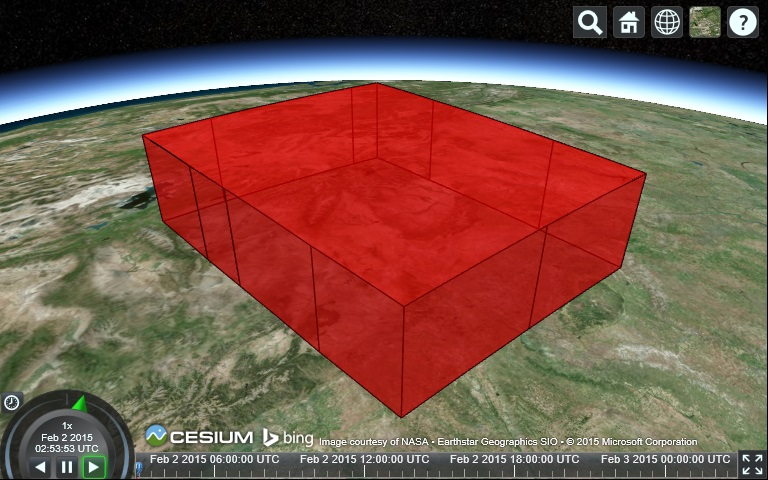 ?
CESIUM bing Image courtesy of NASA • Earthstar Geographics SIO • © 2015 Microsoft Corporation
1x
Feb 2 2015
02:53:53 UTC
Feb 2 2015 06:00:00 UTC Feb 2 2015 12:00:00 UTC Feb 2 2015 18:00:00 UTC Feb 3 2015 00:00:00 UTC